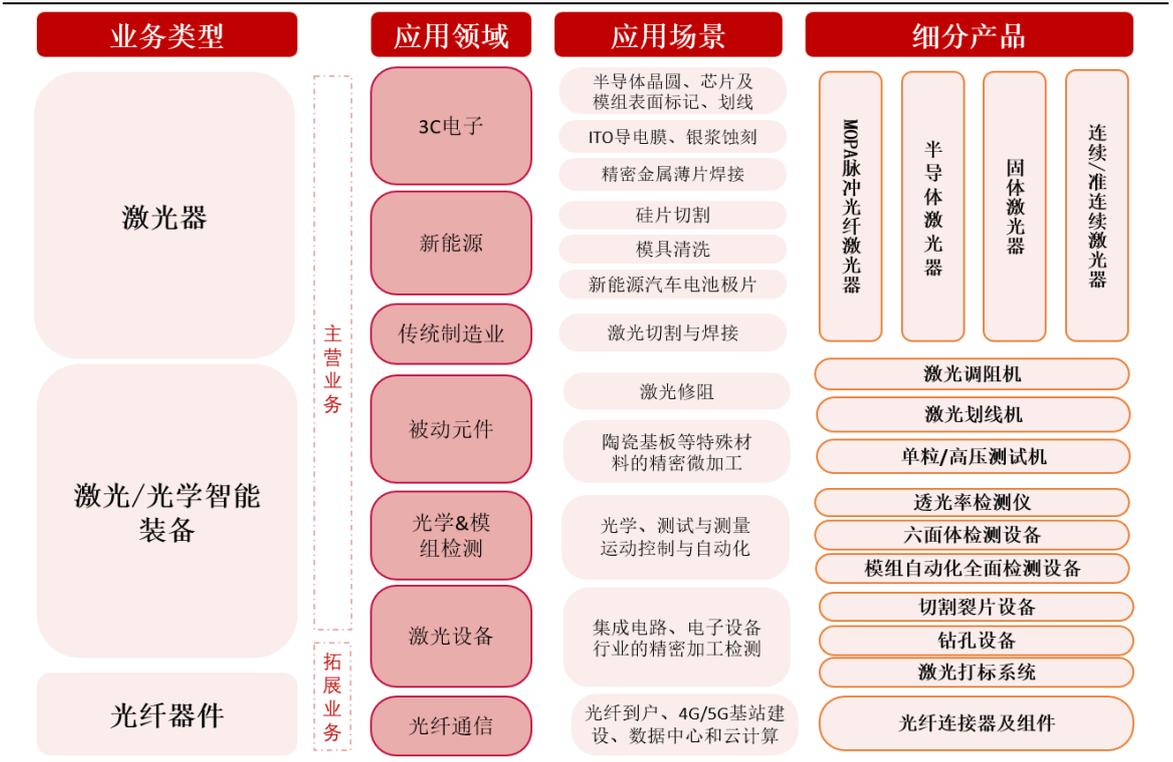 业务类型
应用领域
应用场景
细分产品
激光器
激光/光学智能
装备
光纤器件
主营业务
拓展业务
3C电子
新能源
传统制造业
被动元件
光学&模
组检测
激光设备
光纤通信
半导体晶圆、芯片及
模组表面标记、划线
ITO导电膜、银浆蚀刻
精密金属薄片焊接
硅片切割
模具清洗
新能源汽车电池极片
激光切割与焊接
激光修阻
陶瓷基板等特殊材
料的精密微加工
光学、测试与测量
运动控制与自动化
集成电路、电子设备
行业的精密加工检测
光纤到户、4G/5G基站建
设、数据中心和云计算
MOPA脉冲光纤激光器
半导体激光器
固体激光器
连续/准连续激光器
激光调阻机
激光划线机
单粒/高压测试机
透光率检测仪
六面体检测设备
模组自动化全面检测设备
切割裂片设备
钻孔设备
激光打标系统
光纤连接器及组件